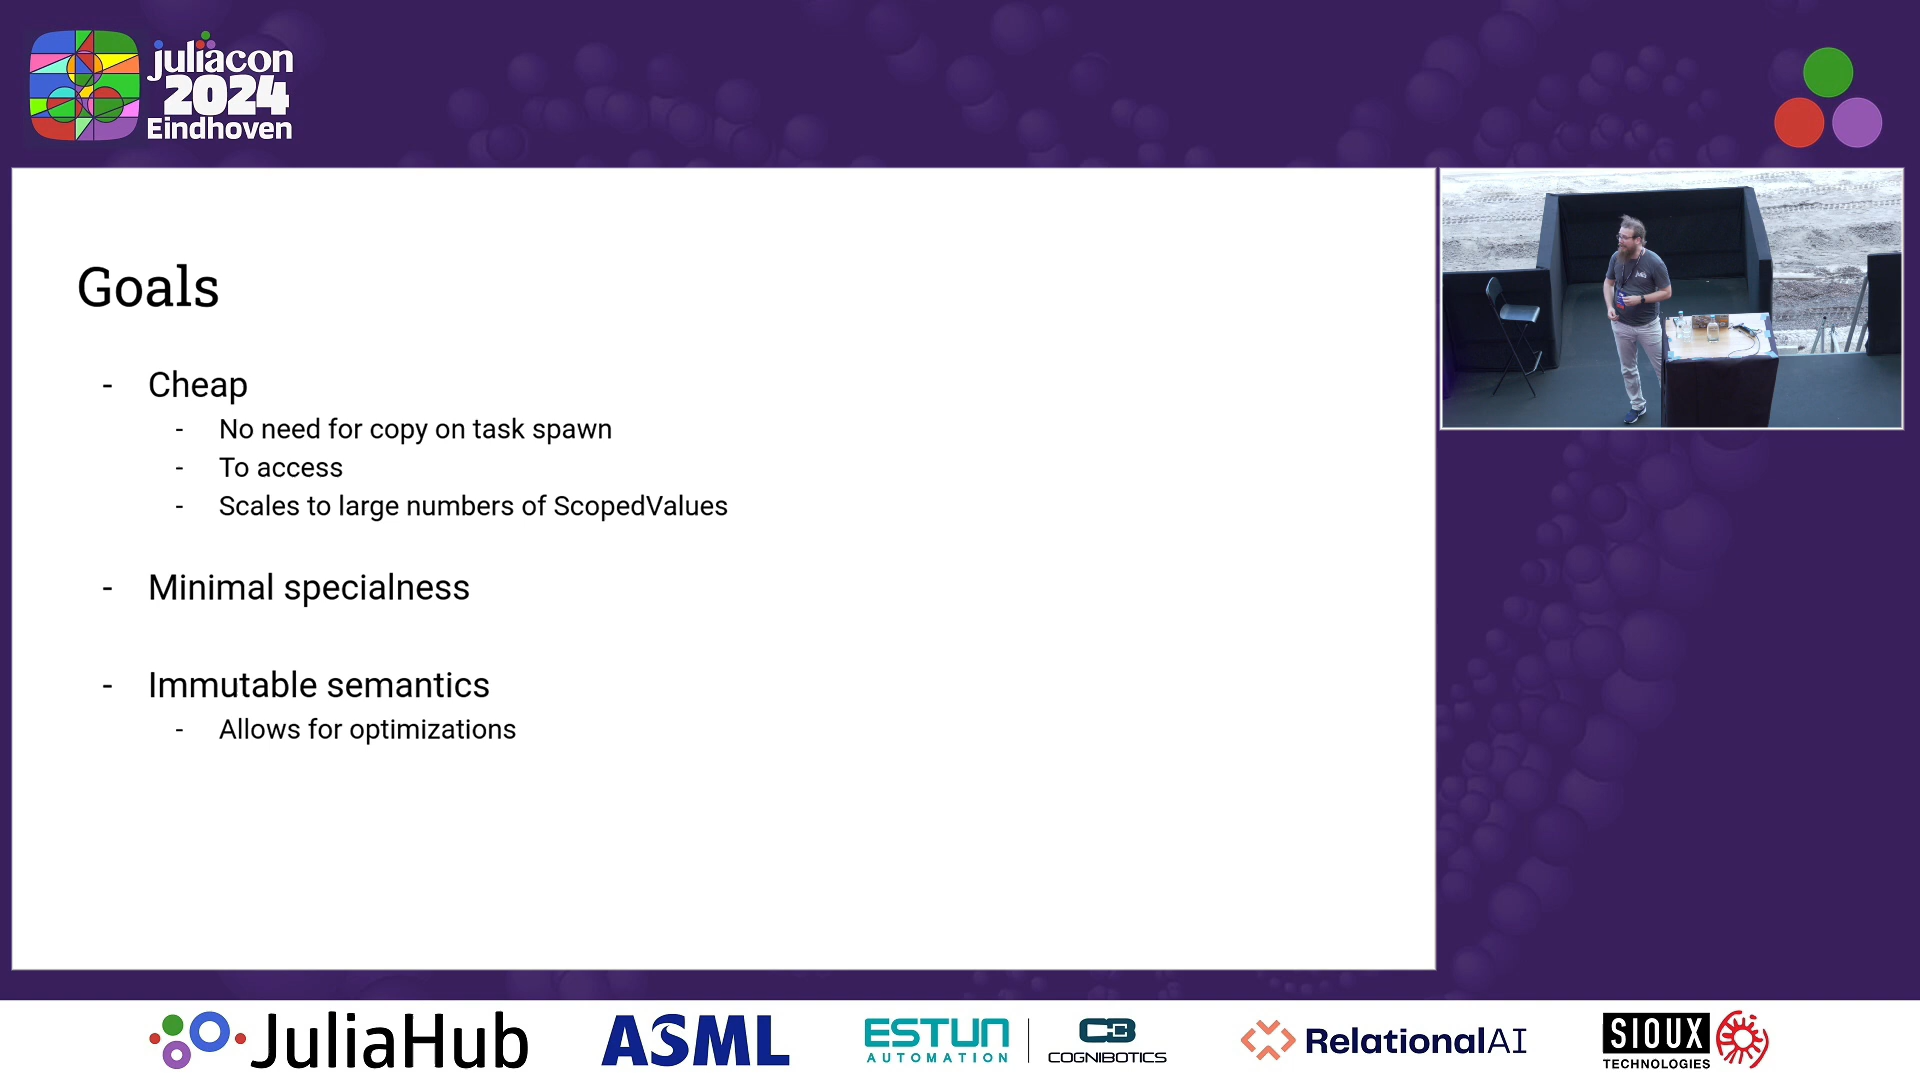 juliacon
2024
Eindhoven
Goals
- Cheap
- No need for copy on task spawn
- To access
- Scales to large numbers of ScopedValues
- Minimal specialness
- Immutable semantics
- Allows for optimizations
JuliaHub
ASML
ESTUN
AUTOMATION
COGNIBOTICS
RelationalAI
SIOUX
TECHNOLOGIES